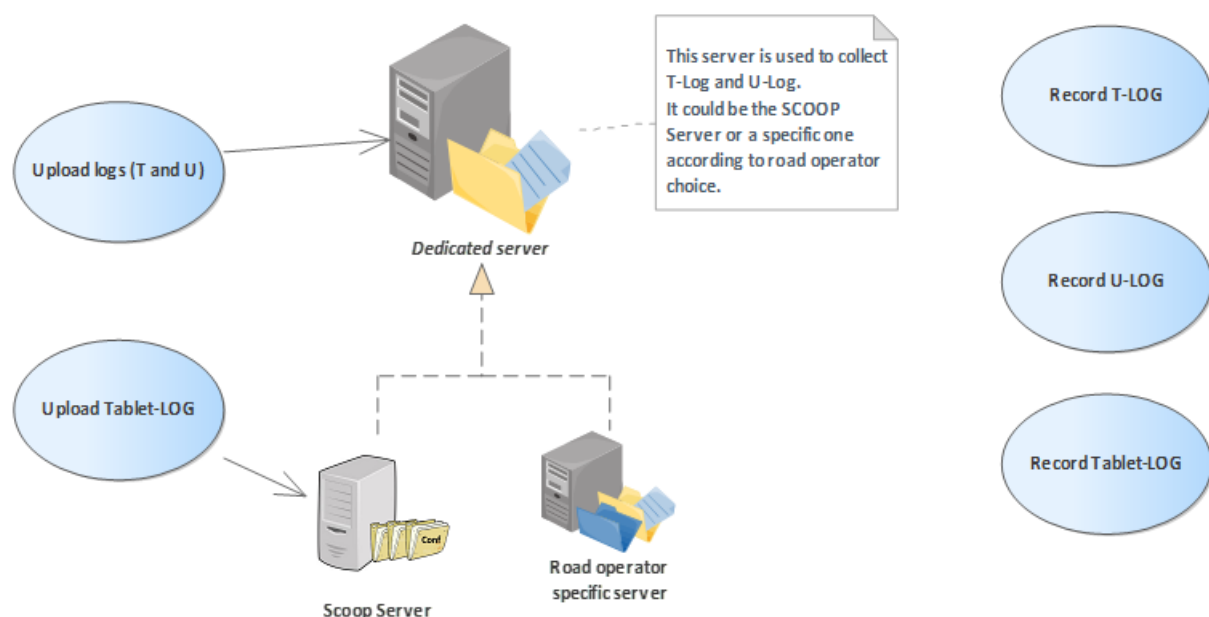 This server is used to collect
T-Log and U-Log.
It could be the SCOOP
Server or a specific one
according to road operator
choice.
Record T-LOG
Upload logs (T and U)
Dedicated server
Record U-LOG
Upload Tablet-LOG
Record Tablet-LOG
Conf
Road operator
specific server
Scoop Server